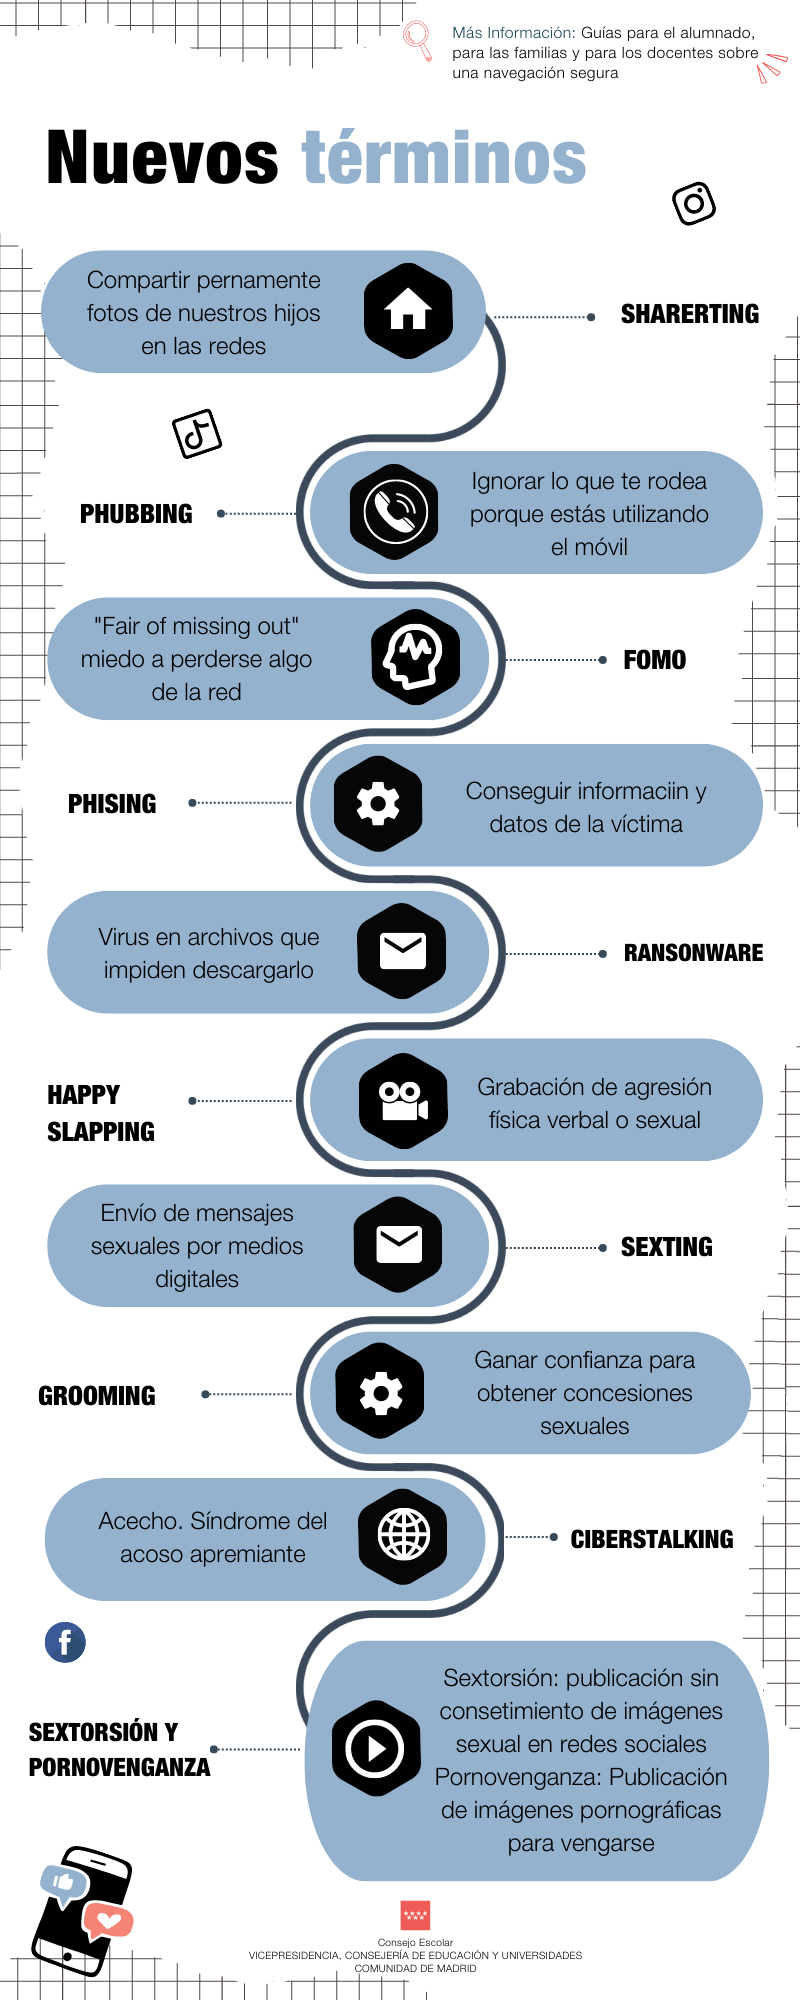 Más Información: Guías para el alumnado,
para las familias y para los docentes sobre
una navegación segura
Nuevos términos
Compartir pernamente
fotos de nuestros hijos
en las redes
SHARERTING
PHUBBING
Ignorar lo que te rodea
porque estás utilizando
el móvil
"Fair of missing out"
miedo a perderse algo
de la red
FOMO
PHISING
Conseguir informaciin y
datos de la víctima
Virus en archivos que
impiden descargarlo
RANSONWARE
HAPPY
SLAPPING
Grabación de agresión
física verbal o sexual
Envío de mensajes
sexuales por medios
digitales
SEXTING
GROOMING
Ganar confianza para
obtener concesiones
sexuales
Acecho. Síndrome del
acoso apremiante
CIBERSTALKING
SEXTORSIÓN Y
PORNOVENGANZA
Sextorsión: publicación sin
consetimiento de imágenes
sexual en redes sociales
Pornovenganza: Publicación
de imágenes pornográficas
para vengarse
Consejo Escolar
VICEPRESIDENCIA, CONSEJERÍA DE EDUCACIÓN Y UNIVERSIDADES
COMUNIDAD DE MADRID